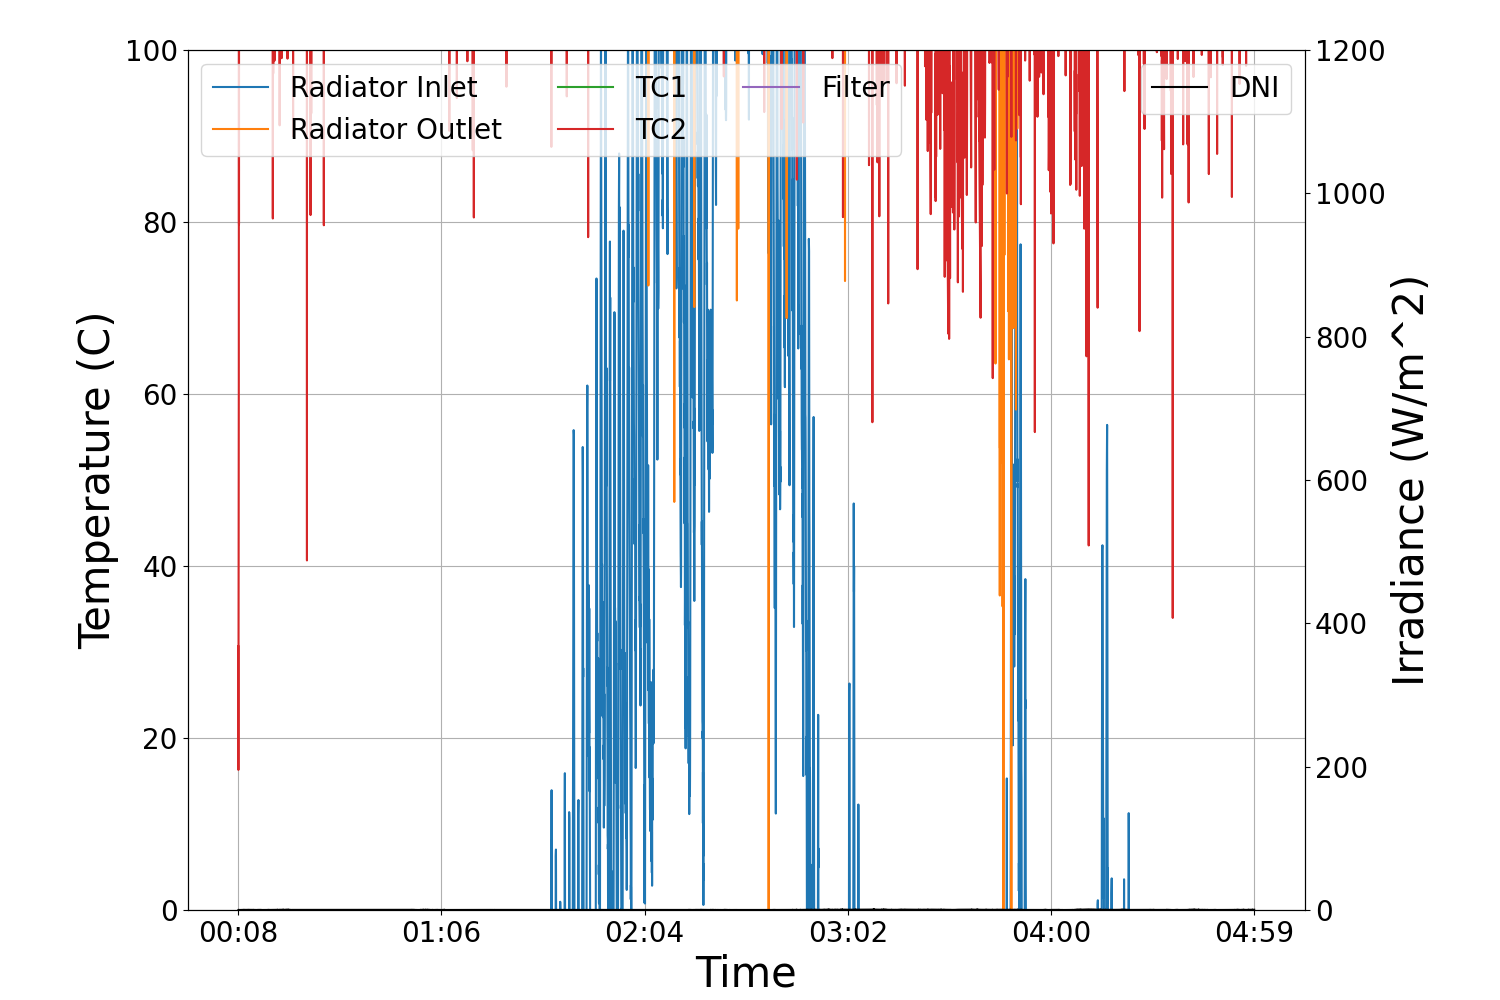 100
80
60
40
20
0
Temperature (C)
Radiator Inlet
Radiator Outlet
TC1
TC2
Filter
DNI
1200
1000
800
600
400
200
0
Irradiance (W/m^2)
00:08
01:06
02:04
03:02
04:00
04:59
Time